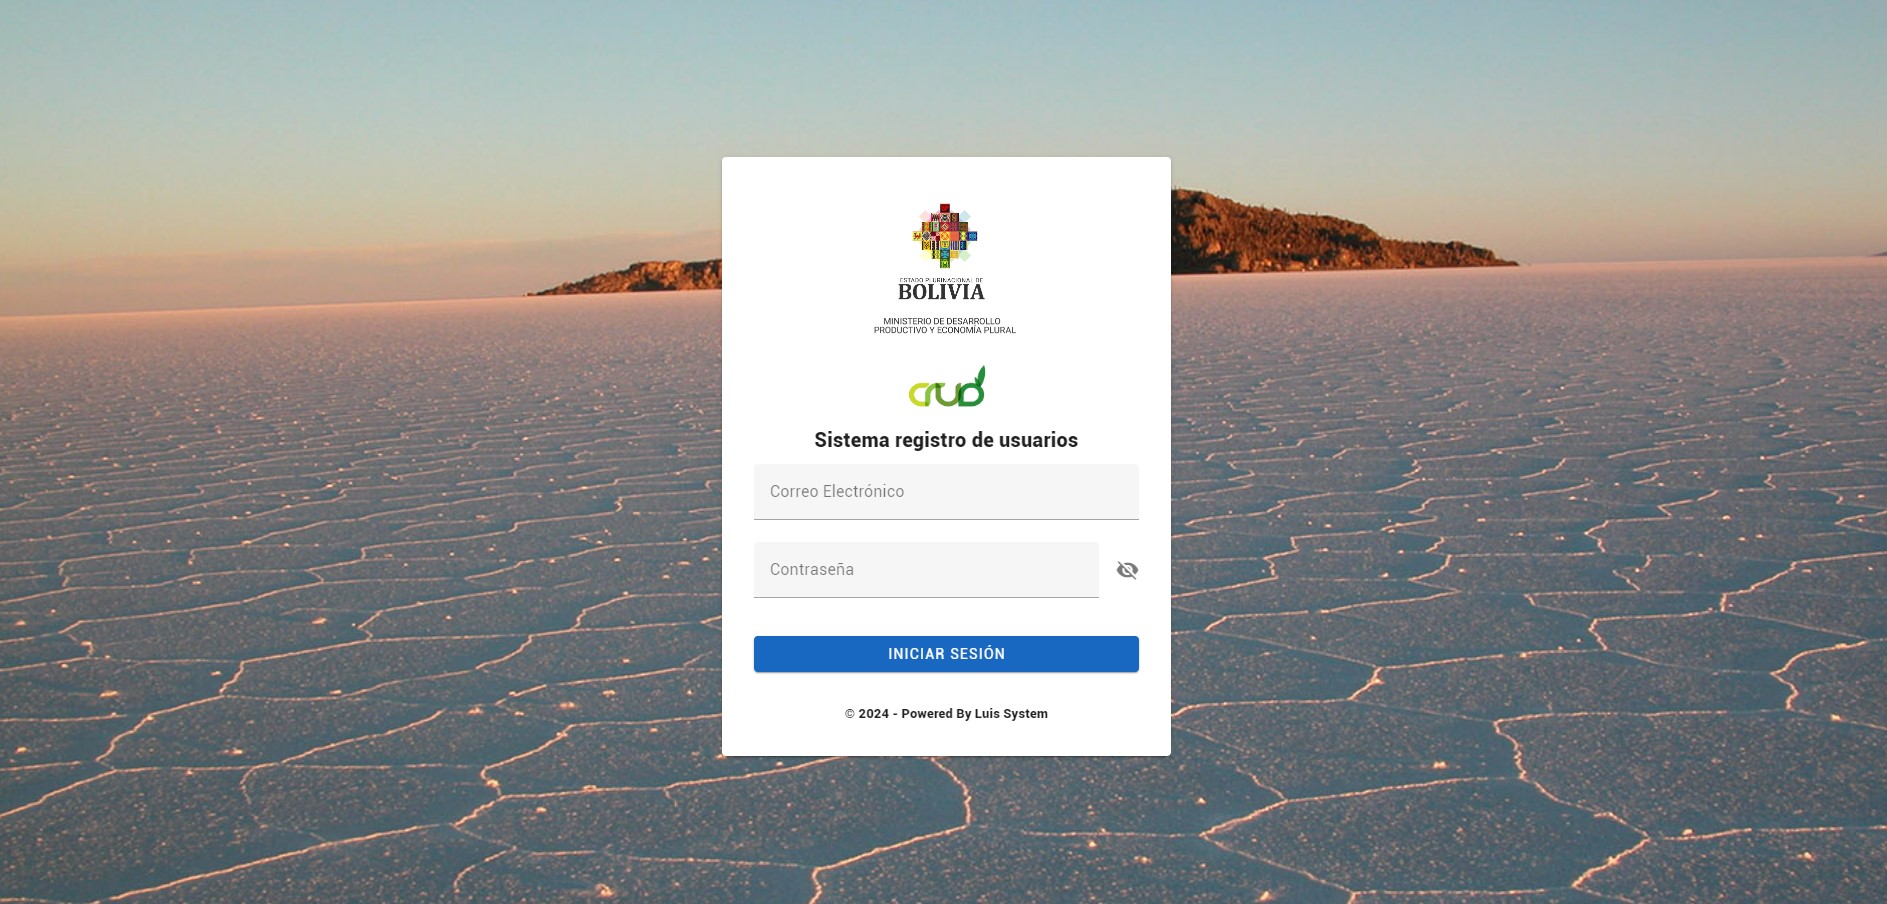 ESTADO PLURINACIONAL DE
BOLIVIA
MINISTERIO DE DESARROLLO
PRODUCTIVO Y ECONOMÍA PLURAL
crud
Sistema registro de usuarios
Correo Electrónico
Contraseña
INICIAR SESIÓN
© 2024 - Powered By Luis System